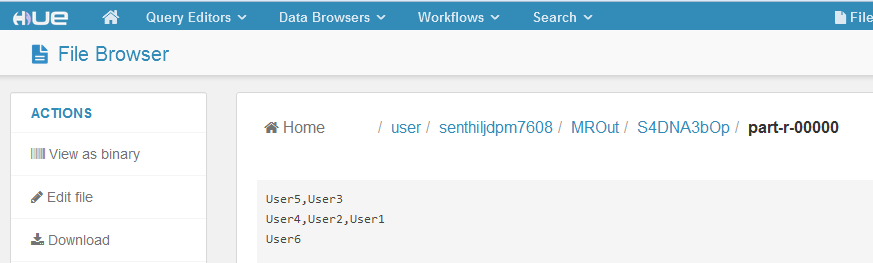 HUE Query Editors Data Browsers Workflows Search File
File Browser
ACTIONS
Home / user / senthiljdpm7608 / MROut / S4DNA3bOp / part-r-00000
View as binary
Edit file
Download
User5,User3
User4,User2,User1
User6